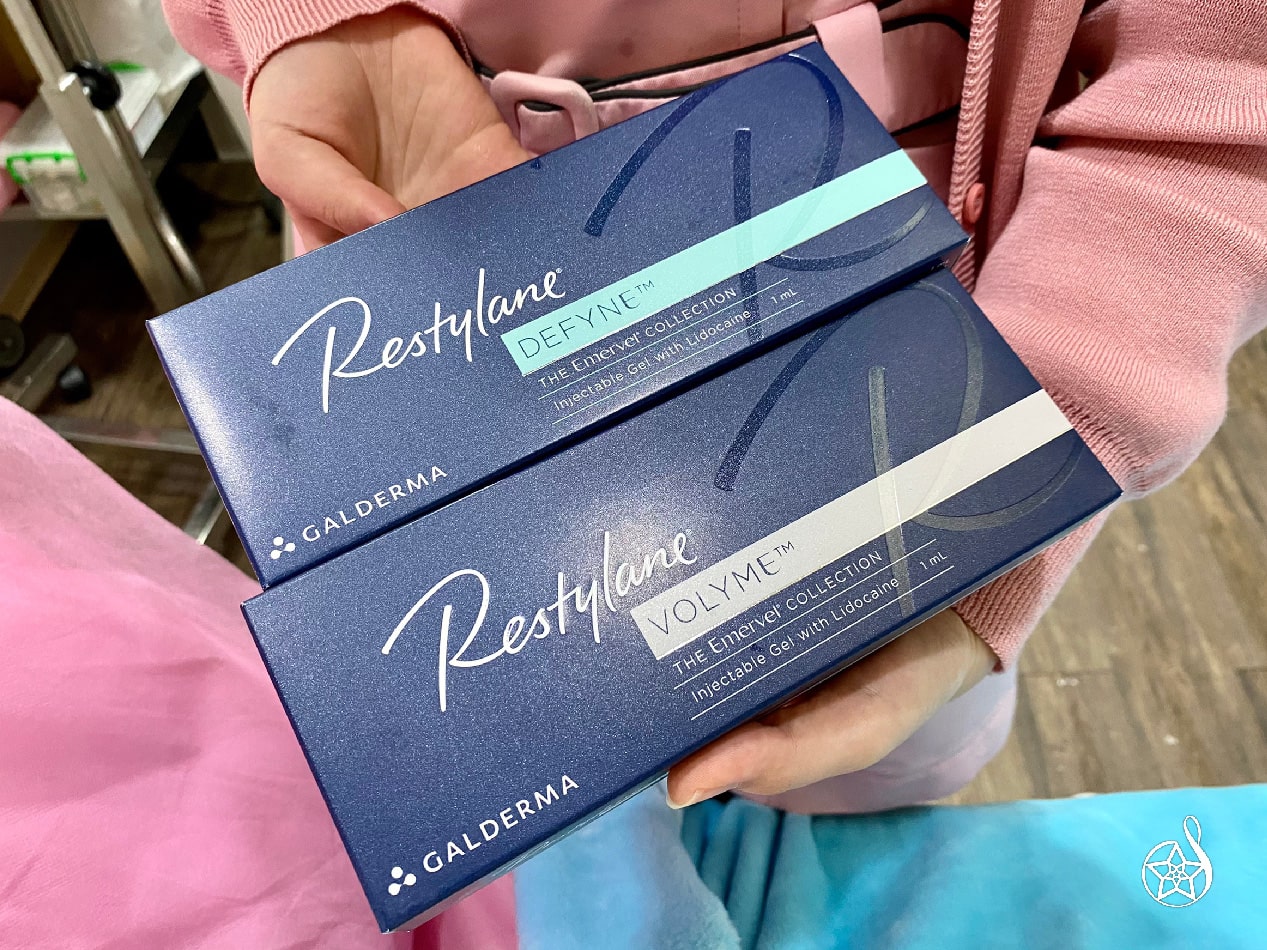 Restylane®
DEFYNE™
THE Emervel® COLLECTION
Injectable Gel with Lidocaine 1 mL
GALDERMA
Restylane®
VOLYME™
THE Emervel® COLLECTION
Injectable Gel with Lidocaine 1 mL
GALDERMA